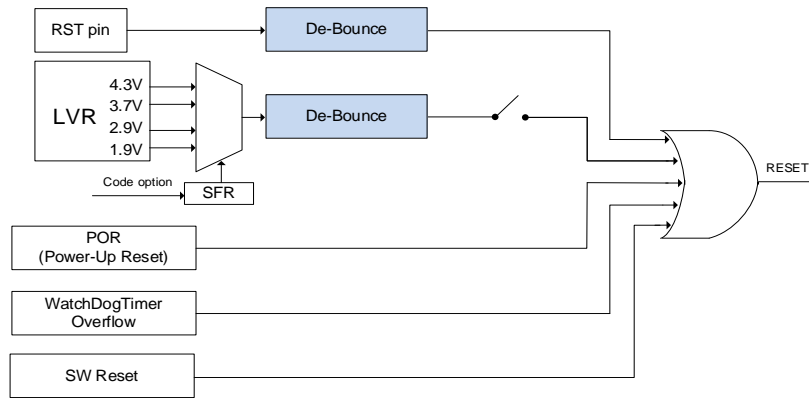 RST pin
De-Bounce
LVR
4.3V
3.7V
2.9V
1.9V
De-Bounce
Code option
SFR
RESET
POR
(Power-Up Reset)
WatchDogTimer
Overflow
SW Reset